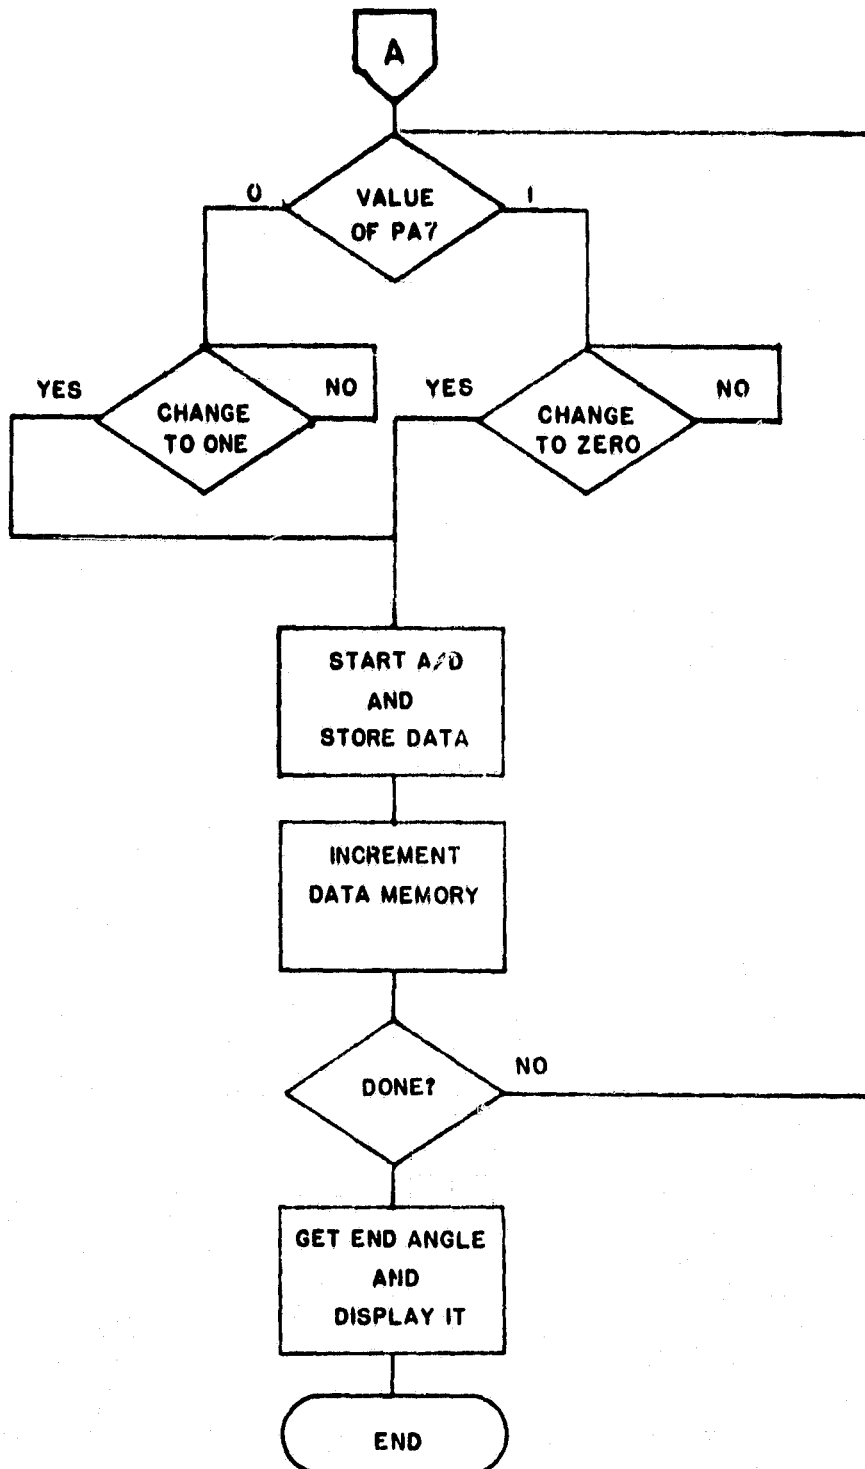 A
VALUE
OF PA7
0
1
YES
CHANGE
TO ONE
NO
YES
CHANGE
TO ZERO
NO
START A/D
AND
STORE DATA
INCREMENT
DATA MEMORY
DONE?
NO
GET END ANGLE
AND
DISPLAY IT
END